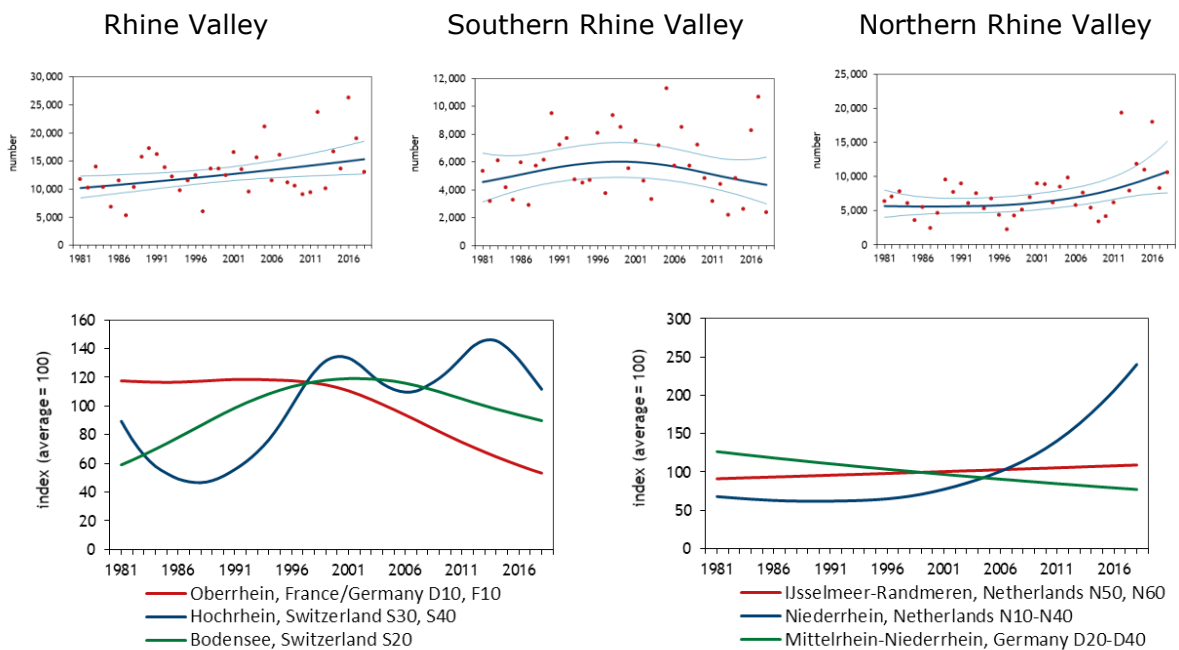 Rhine Valley
Southern Rhine Valley
Northern Rhine Valley
30,000
25,000
20,000
15,000
10,000
5,000
0
number
1981 1986 1991 1996 2001 2006 2011 2016
12,000
10,000
8,000
6,000
4,000
2,000
0
number
1981 1986 1991 1996 2001 2006 2011 2016
25,000
20,000
15,000
10,000
5,000
0
number
1981 1986 1991 1996 2001 2006 2011 2016
160
140
120
100
80
60
40
20
0
index (average = 100)
1981 1986 1991 1996 2001 2006 2011 2016
Oberrhein, France/Germany D10, F10
Hochrhein, Switzerland S30, S40
Bodensee, Switzerland S20
300
250
200
150
100
50
0
index (average = 100)
1981 1986 1991 1996 2001 2006 2011 2016
IJsselmeer-Randmeren, Netherlands N50, N60
Niederrhein, Netherlands N10-N40
Mittelrhein-Niederrhein, Germany D20-D40